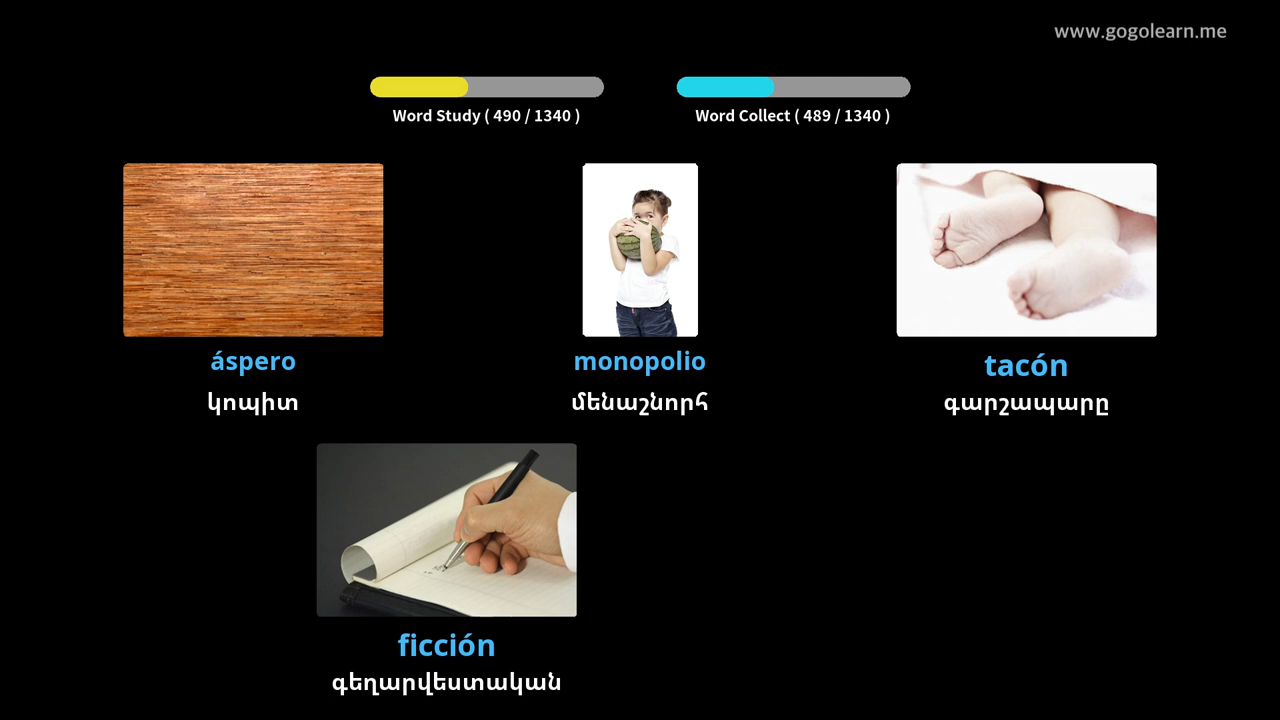 www.gogolearn.me
Word Study ( 490 / 1340 )
Word Collect ( 489 / 1340 )
áspero
կոպիտ
monopolio
մենաշնորհ
tacón
գարշապարը
ficción
գեղարվեստական